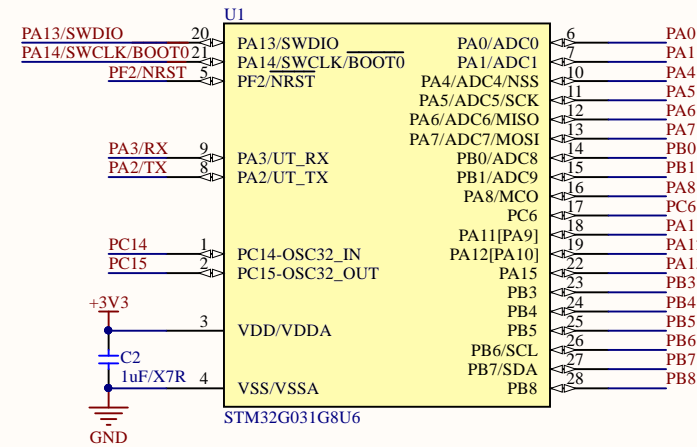 U1
PA13/SWDIO 20 PA13/SWDIO PA0/ADC0 6 PA0
PA14/SWCLK/BOOT0 21 PA14/SWCLK/BOOT0 PA1/ADC1 7 PA1
PF2/NRST 5 PF2/NRST PA4/ADC4/NSS 10 PA4
PA5/ADC5/SCK 11 PA5
PA6/ADC6/MISO 12 PA6
PA7/ADC7/MOSI 13 PA7
PA3/RX 9 PA3/UT_RX PB0/ADC8 14 PB0
PA2/TX 8 PA2/UT_TX PB1/ADC9 15 PB1
PA8/MCO 16 PA8
PC6 17 PC6
PA11[PA9] 18 PA1
PC14 1 PC14-OSC32_IN PA12[PA10] 19 PA1
PC15 2 PC15-OSC32_OUT PA15 22 PA1
PB3 23 PB3
+3V3 PB4 24 PB4
3 VDD/VDDA PB5 25 PB5
PB6/SCL 26 PB6
C2 PB7/SDA 27 PB7
1uF/X7R 4 VSS/VSSA PB8 28 PB8
STM32G031G8U6
GND